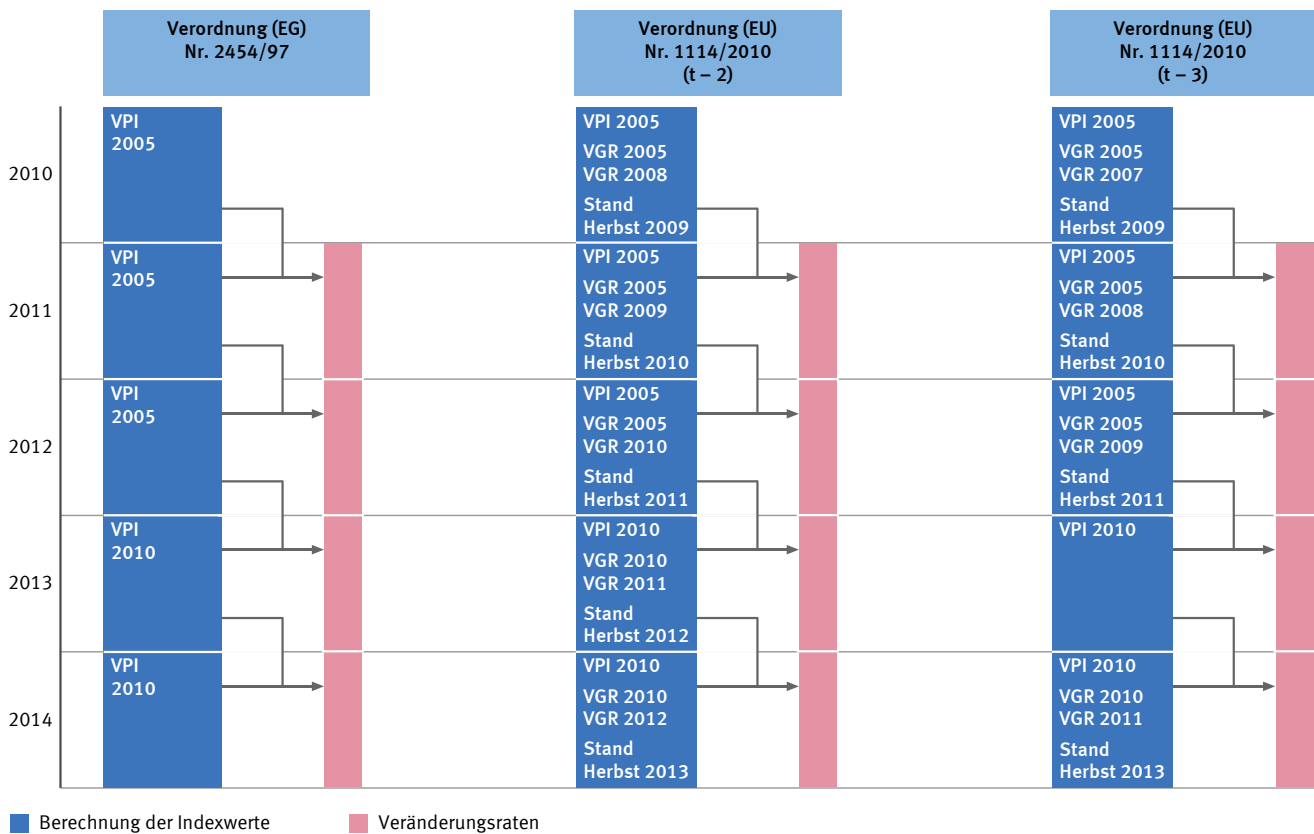 Verordnung (EG)
Nr. 2454/97
Verordnung (EU)
Nr. 1114/2010
(t – 2)
Verordnung (EU)
Nr. 1114/2010
(t – 3)
2010
VPI
2005
VPI 2005
VGR 2005
VGR 2008
Stand
Herbst 2009
VPI 2005
VGR 2005
VGR 2007
Stand
Herbst 2009
2011
VPI
2005
VPI 2005
VGR 2005
VGR 2009
Stand
Herbst 2010
VPI 2005
VGR 2005
VGR 2008
Stand
Herbst 2010
2012
VPI
2005
VPI 2005
VGR 2005
VGR 2010
Stand
Herbst 2011
VPI 2005
VGR 2005
VGR 2009
Stand
Herbst 2011
2013
VPI
2010
VPI 2010
VGR 2010
VGR 2011
Stand
Herbst 2012
VPI 2010
2014
VPI
2010
VPI 2010
VGR 2010
VGR 2012
Stand
Herbst 2013
VPI 2010
VGR 2010
VGR 2011
Stand
Herbst 2013
Berechnung der Indexwerte
Veränderungsraten